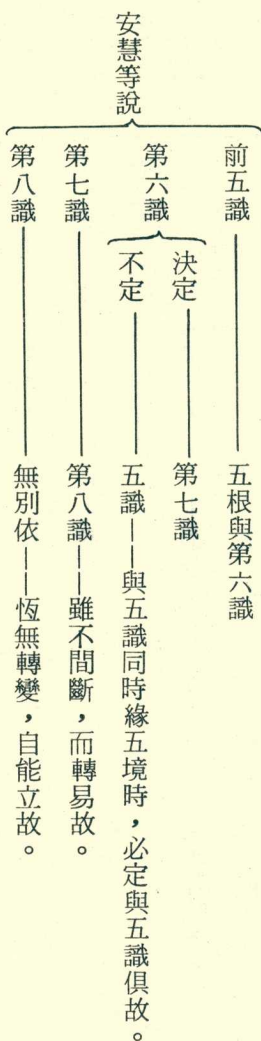 安慧等說
前五識——五根與第六識
第六識
決定——第七識
不定——五識——與五識同時緣五境時，必定與五識俱故。
第七識——第八識——雖不間斷，而轉易故。
第八識——無別依——恆無轉變，自能立故。